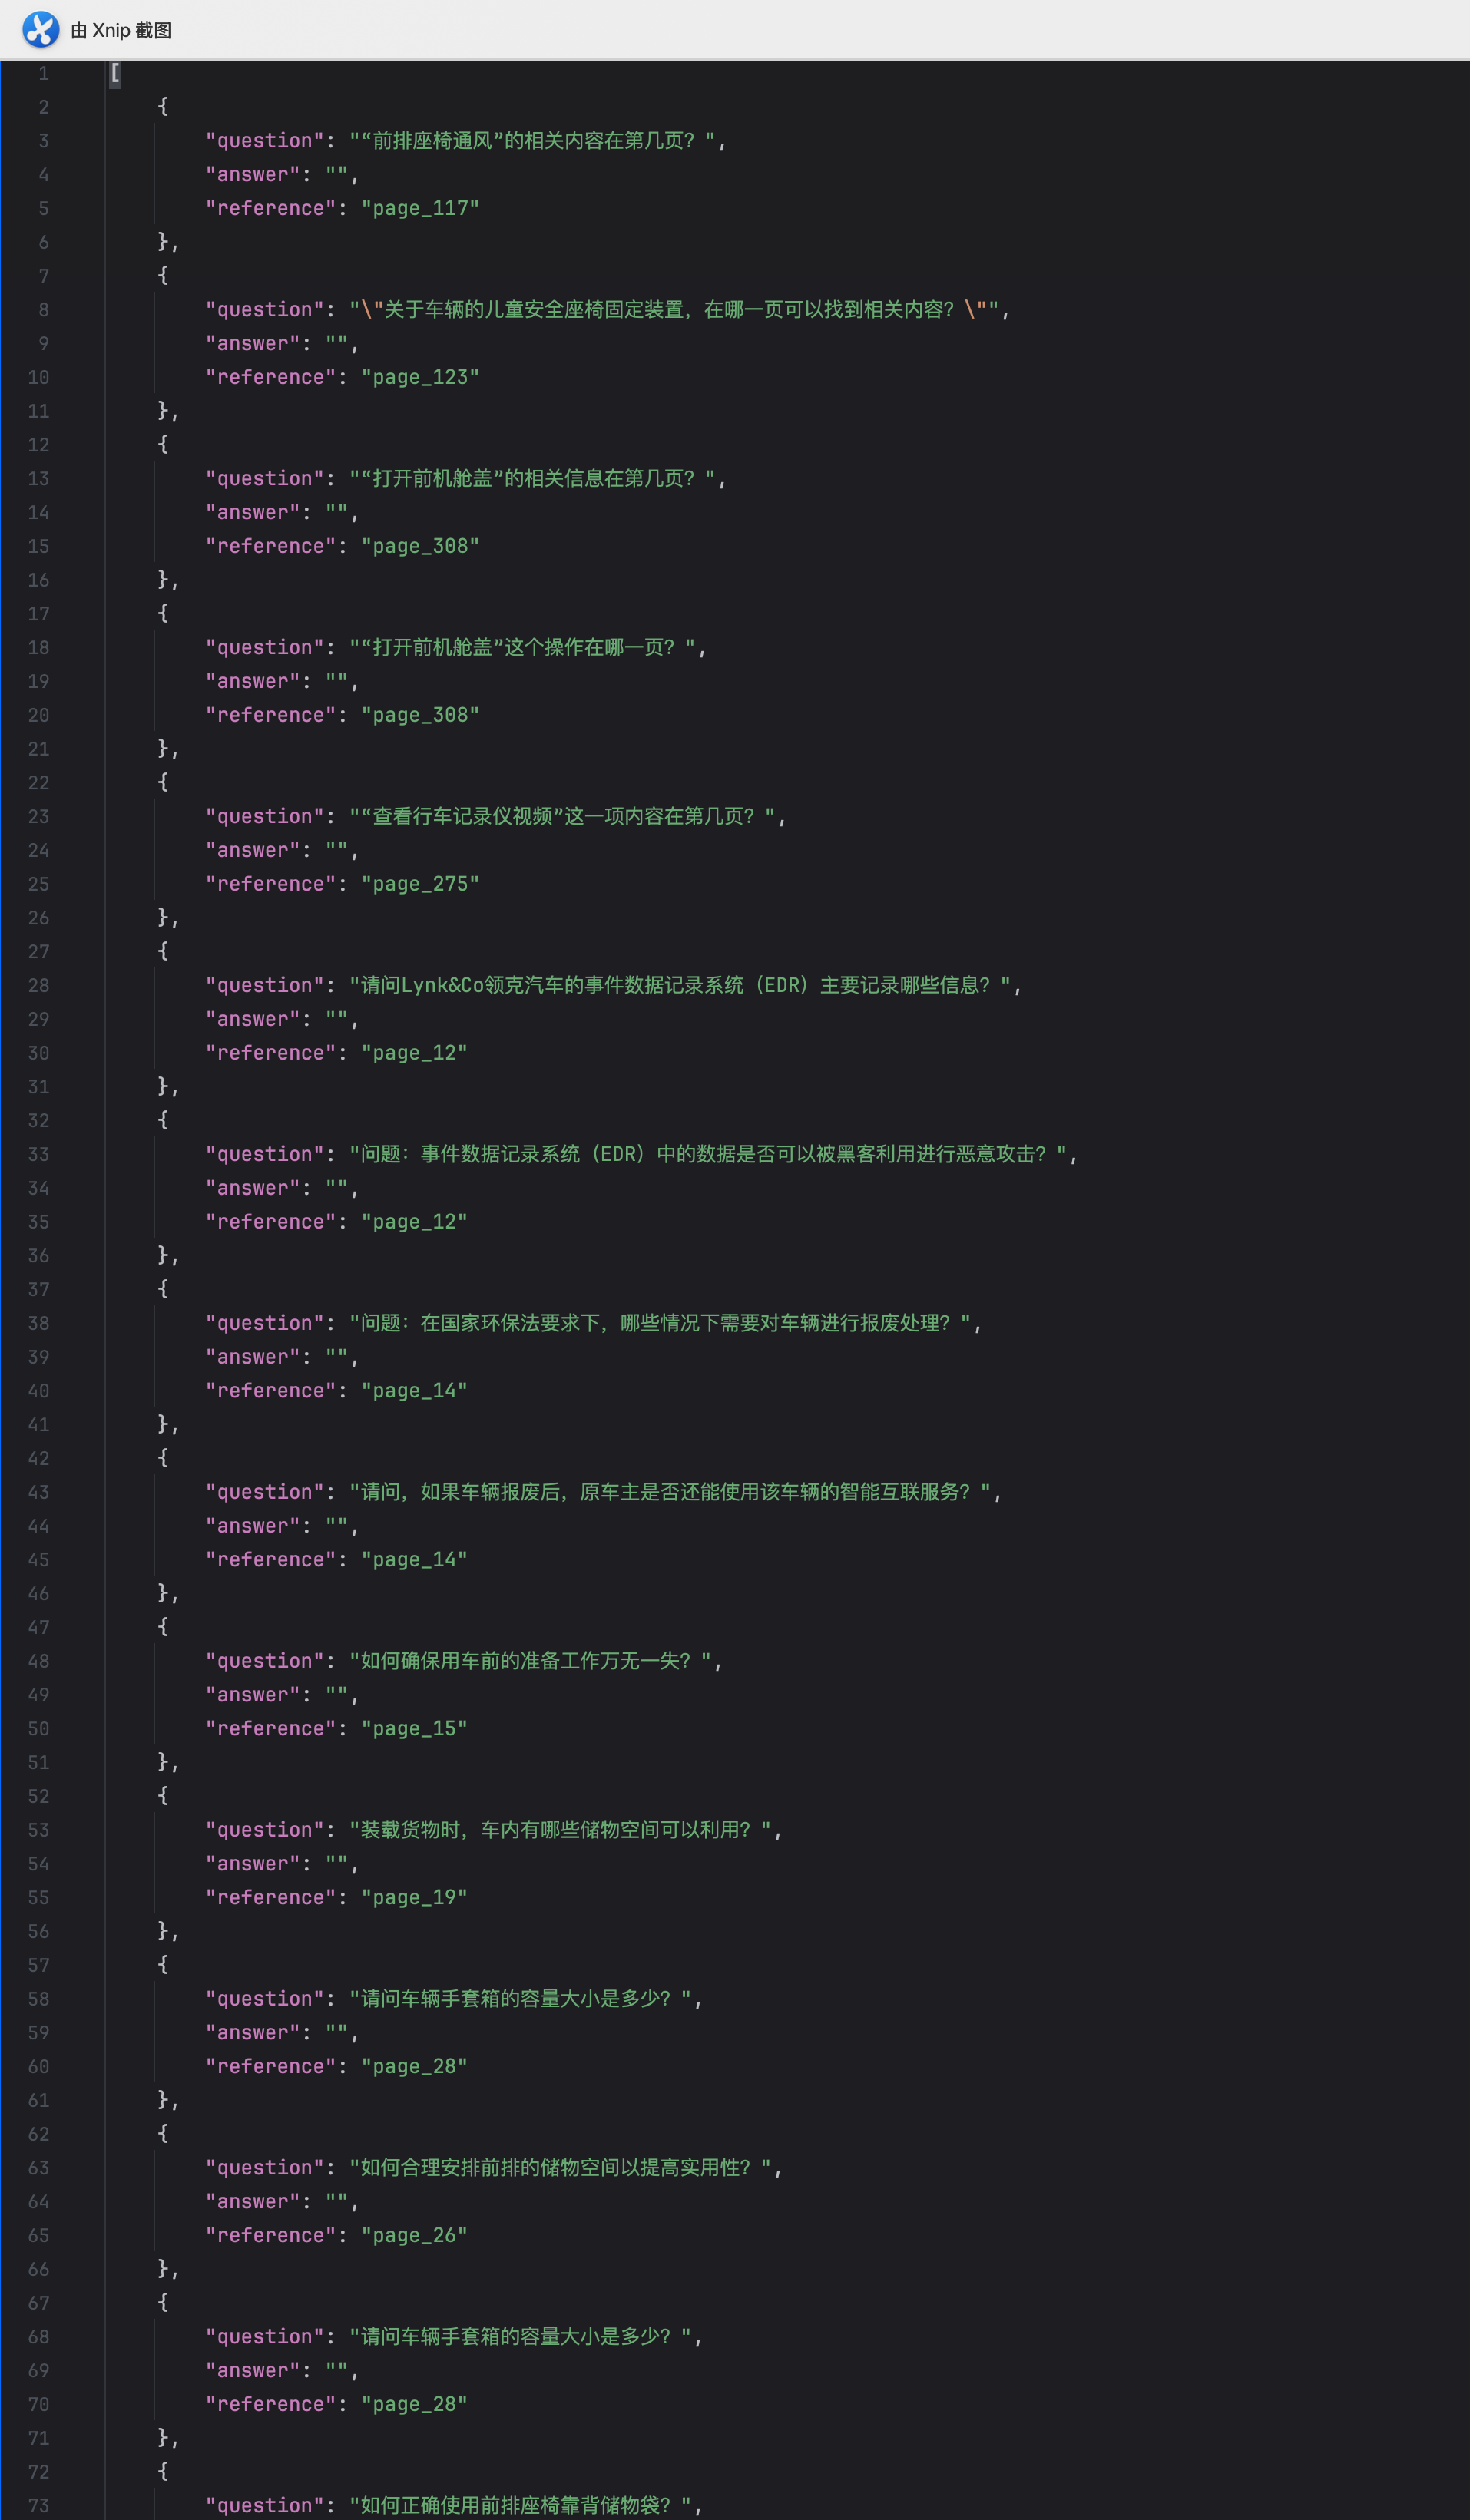 由 Xnip 截图
1 [
2 {
3 "question": "“前排座椅通风”的相关内容在第几页？",
4 "answer": "",
5 "reference": "page_117"
6 },
7 {
8 "question": "\"关于车辆的儿童安全座椅固定装置，在哪一页可以找到相关内容？\"",
9 "answer": "",
10 "reference": "page_123"
11 },
12 {
13 "question": "“打开前机舱盖”的相关信息在第几页？",
14 "answer": "",
15 "reference": "page_308"
16 },
17 {
18 "question": "“打开前机舱盖”这个操作在哪一页？",
19 "answer": "",
20 "reference": "page_308"
21 },
22 {
23 "question": "“查看行车记录仪视频”这一项内容在第几页？",
24 "answer": "",
25 "reference": "page_275"
26 },
27 {
28 "question": "请问Lynk&Co领克汽车的事件数据记录系统（EDR）主要记录哪些信息？",
29 "answer": "",
30 "reference": "page_12"
31 },
32 {
33 "question": "问题：事件数据记录系统（EDR）中的数据是否可以被黑客利用进行恶意攻击？",
34 "answer": "",
35 "reference": "page_12"
36 },
37 {
38 "question": "问题：在国家环保法要求下，哪些情况下需要对车辆进行报废处理？",
39 "answer": "",
40 "reference": "page_14"
41 },
42 {
43 "question": "请问，如果车辆报废后，原车主是否还能使用该车辆的智能互联服务？",
44 "answer": "",
45 "reference": "page_14"
46 },
47 {
48 "question": "如何确保用车前的准备工作万无一失？",
49 "answer": "",
50 "reference": "page_15"
51 },
52 {
53 "question": "装载货物时，车内有哪些储物空间可以利用？",
54 "answer": "",
55 "reference": "page_19"
56 },
57 {
58 "question": "请问车辆手套箱的容量大小是多少？",
59 "answer": "",
60 "reference": "page_28"
61 },
62 {
63 "question": "如何合理安排前排的储物空间以提高实用性？",
64 "answer": "",
65 "reference": "page_26"
66 },
67 {
68 "question": "请问车辆手套箱的容量大小是多少？",
69 "answer": "",
70 "reference": "page_28"
71 },
72 {
73 "question": "如何正确使用前排座椅靠背储物袋？",